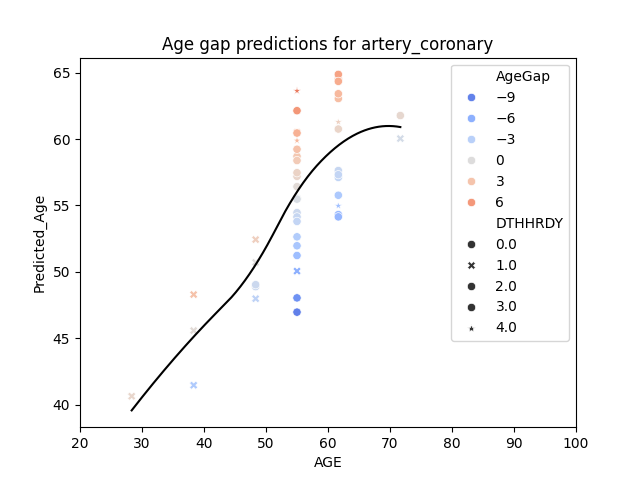 Age gap predictions for artery_coronary
Predicted_Age
65
60
55
50
45
40
20 30 40 50 60 70 80 90 100
AGE
AgeGap
−9
−6
−3
0
3
6
DTHHRDY
0.0
1.0
2.0
3.0
4.0